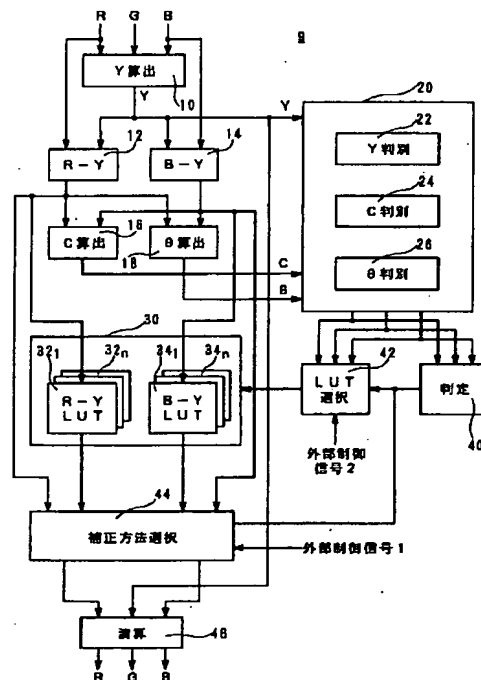 R G B
9
Y算出
10
Y
Y
20
22
Y判別
12
R-Y
14
B-Y
24
C判別
C算出
16
θ算出
18
26
θ判別
C
B
30
32₁
32n
34₁
34n
R-Y
LUT
B-Y
LUT
42
LUT
選択
判定
40
外部制御
信号2
44
補正方法選択
外部制御信号1
演算
46
R G B